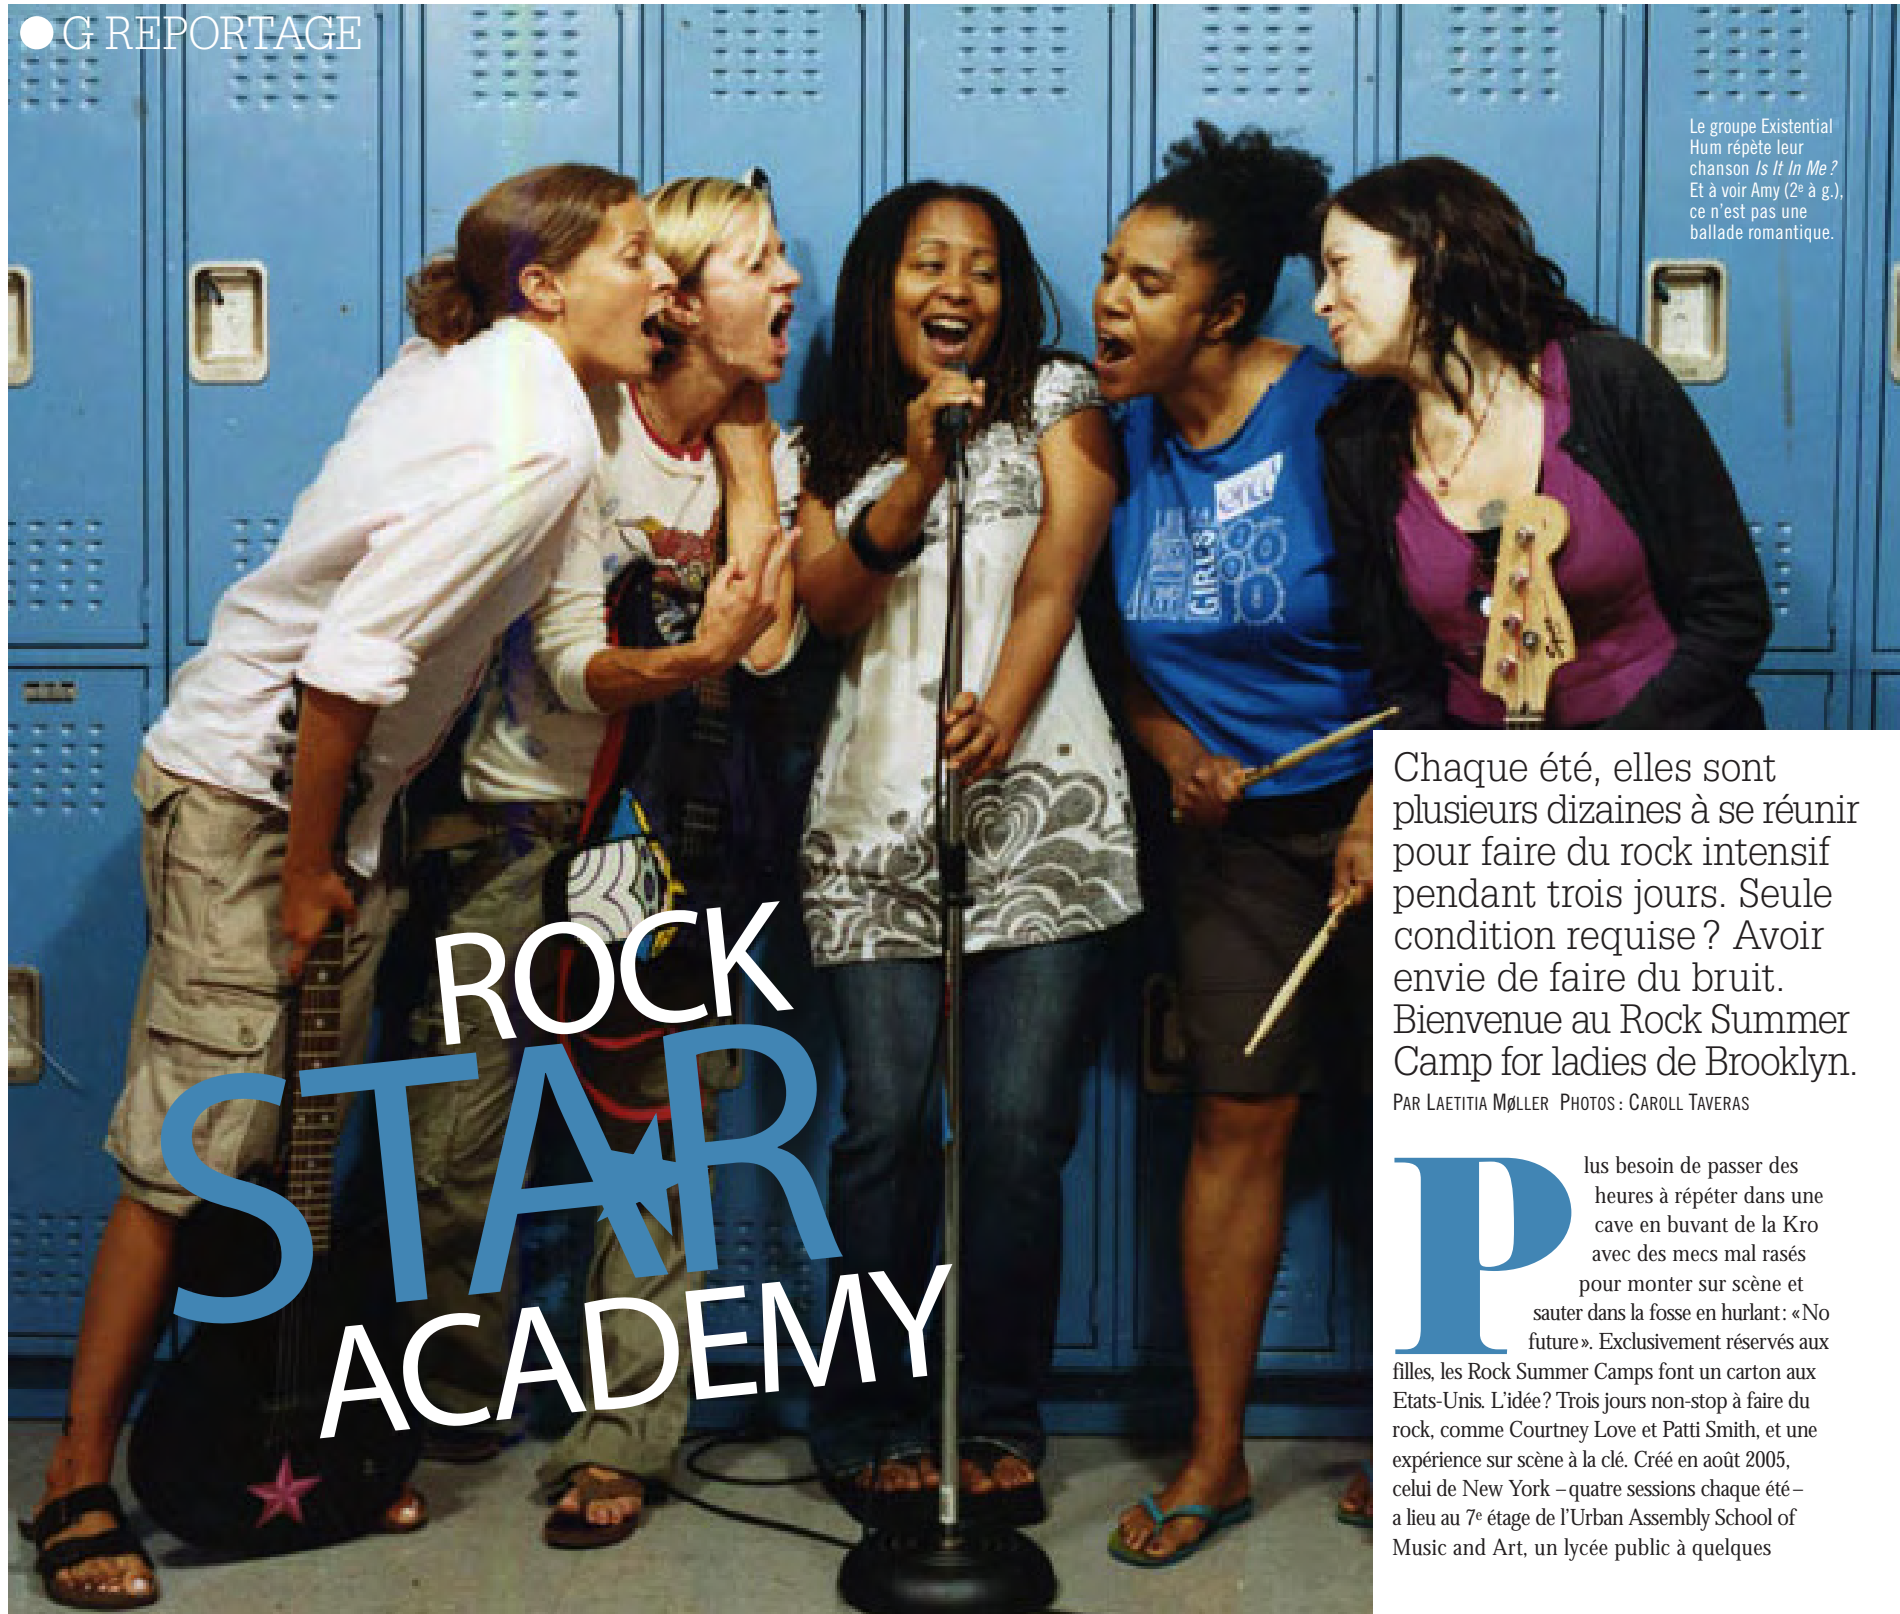 G REPORTAGE
Le groupe Existential
Hum répète leur
chanson Is It In Me ?
Et à voir Amy (2e à g.),
ce n'est pas une
ballade romantique.
GIRLS
ROCK
STAR
ACADEMY
Chaque été, elles sont
plusieurs dizaines à se réunir
pour faire du rock intensif
pendant trois jours. Seule
condition requise ? Avoir
envie de faire du bruit.
Bienvenue au Rock Summer
Camp for ladies de Brooklyn.
PAR LAETITIA MØLLER PHOTOS : CAROLL TAVERAS
Plus besoin de passer des
heures à répéter dans une
cave en buvant de la Kro
avec des mecs mal rasés
pour monter sur scène et
sauter dans la fosse en hurlant : «No
future». Exclusivement réservés aux
filles, les Rock Summer Camps font un carton aux
Etats-Unis. L'idée ? Trois jours non-stop à faire du
rock, comme Courtney Love et Patti Smith, et une
expérience sur scène à la clé. Créé en août 2005,
celui de New York – quatre sessions chaque été –
a lieu au 7e étage de l'Urban Assembly School of
Music and Art, un lycée public à quelques